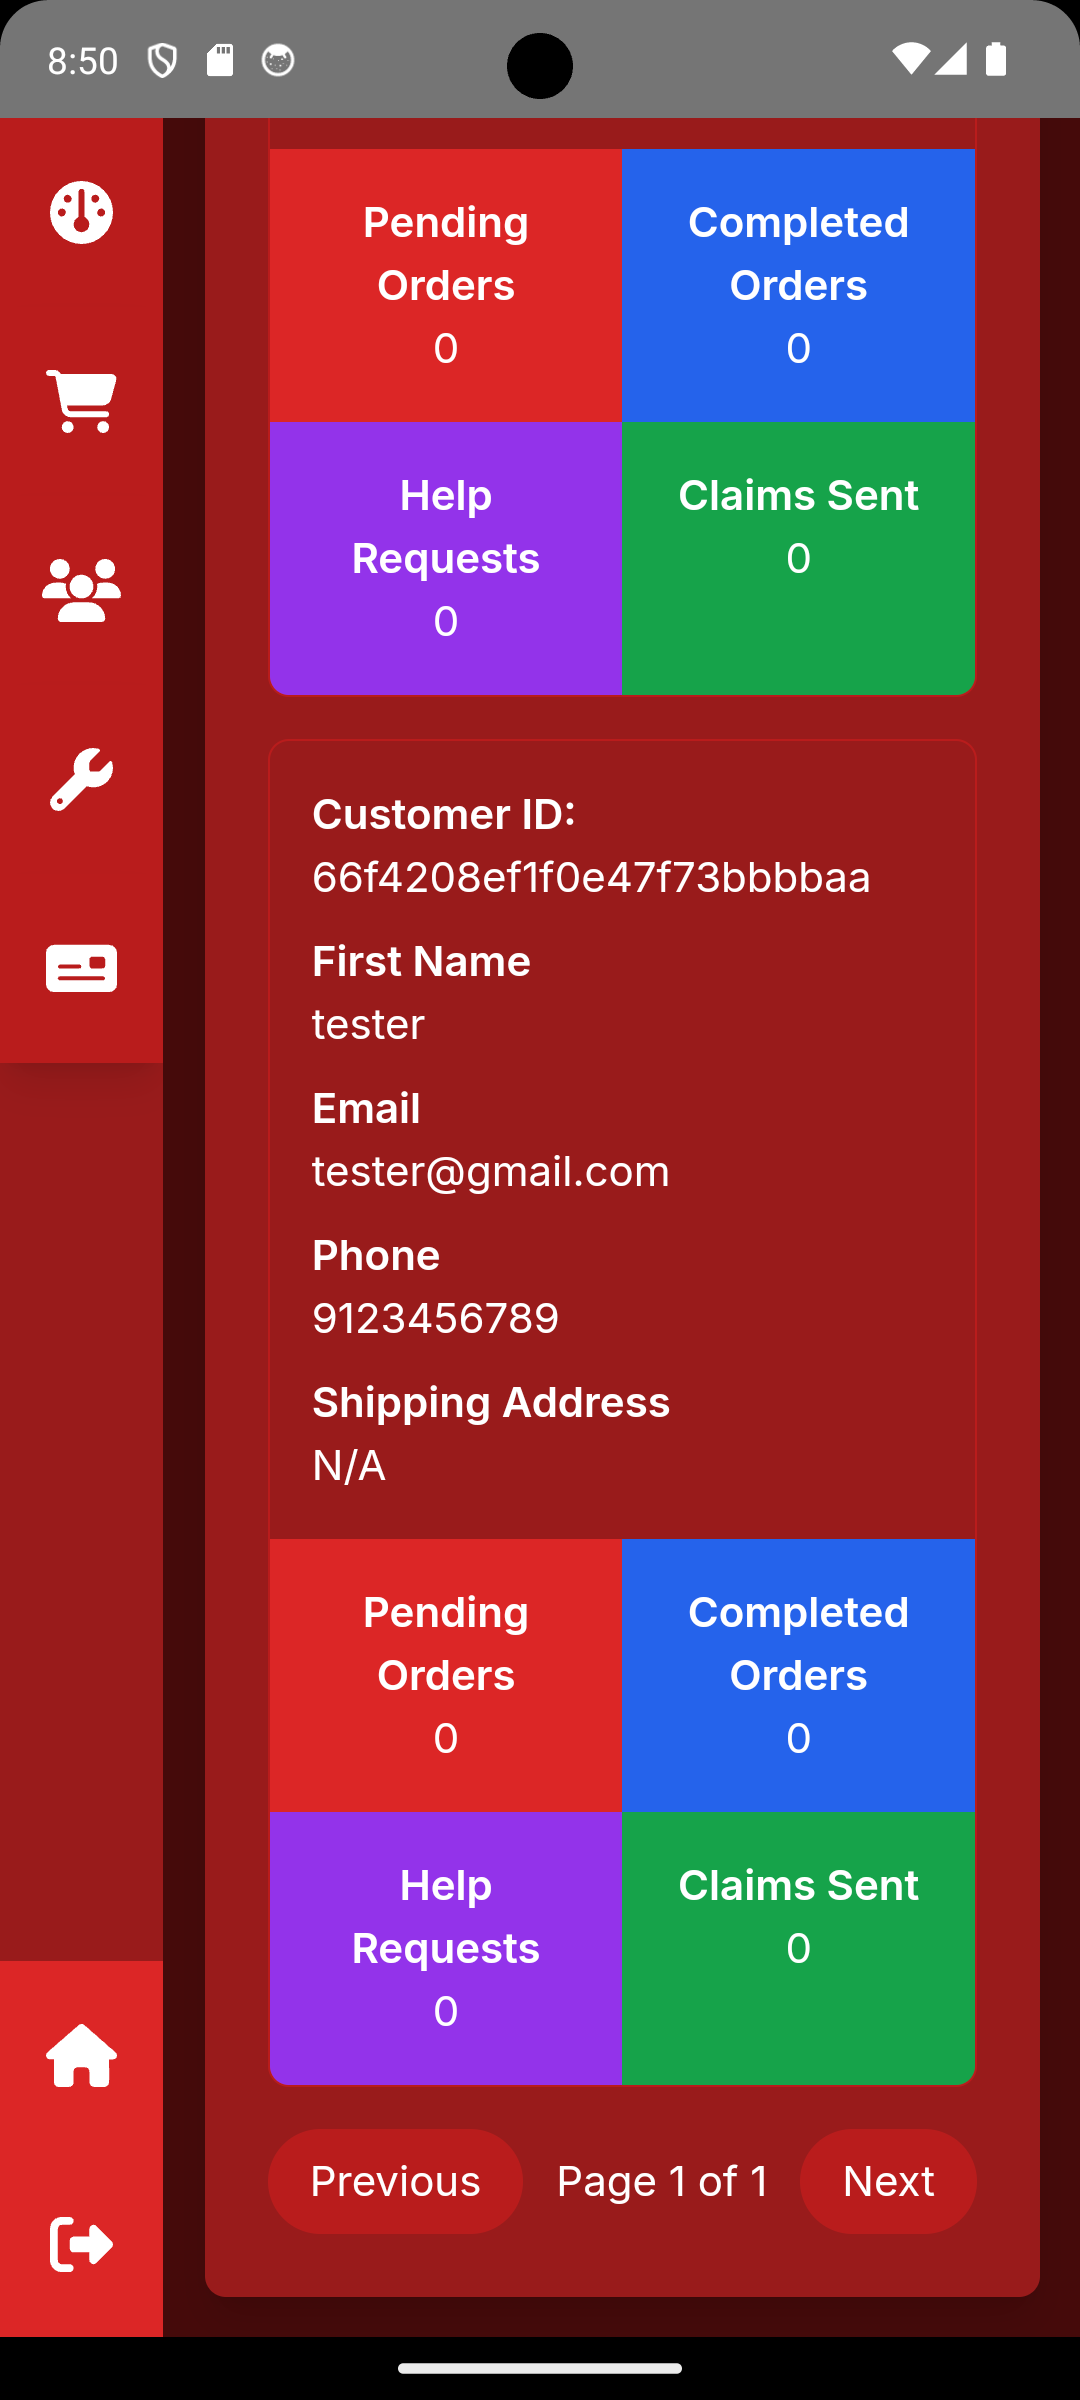 8:50
Pending
Orders
0
Completed
Orders
0
Help
Requests
0
Claims Sent
0
Customer ID:
66f4208ef1f0e47f73bbbbaa
First Name
tester
Email
tester@gmail.com
Phone
9123456789
Shipping Address
N/A
Pending
Orders
0
Completed
Orders
0
Help
Requests
0
Claims Sent
0
Previous
Page 1 of 1
Next